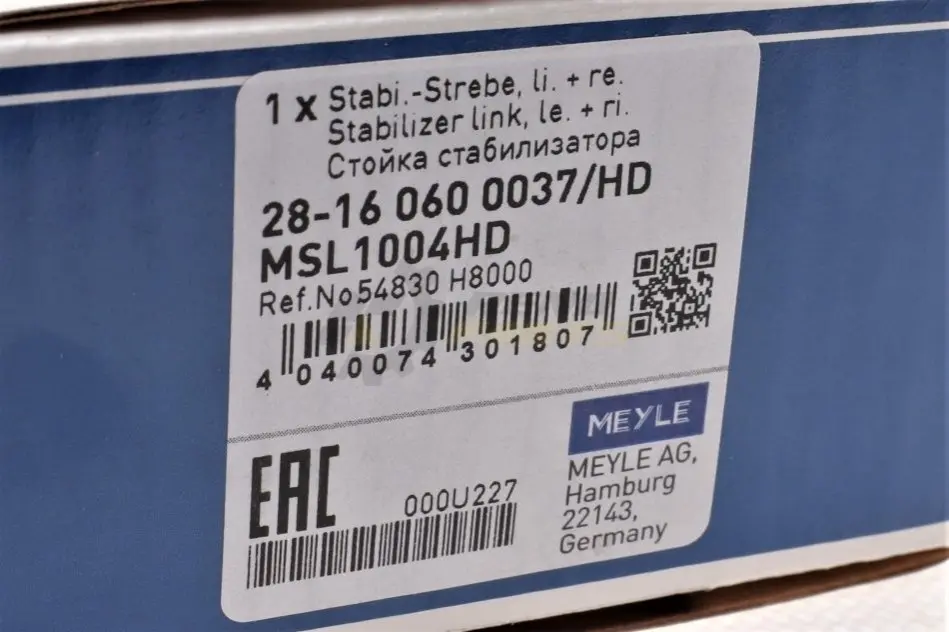 1 x Stabi.-Strebe, li. + re.
Stabilizer link, le. + ri.
Стойка стабилизатора
28-16 060 0037/HD
MSL1004HD
Ref.No54830 H8000
4 040074 301807
MEYLE
EAC
000U227
MEYLE AG,
Hamburg
22143,
Germany